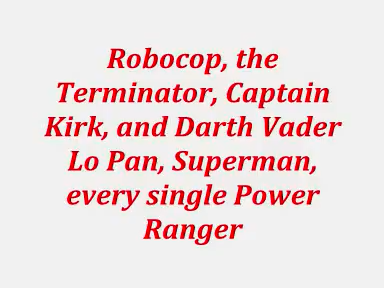 Robocop, the
Terminator, Captain
Kirk, and Darth Vader
Lo Pan, Superman,
every single Power
Ranger